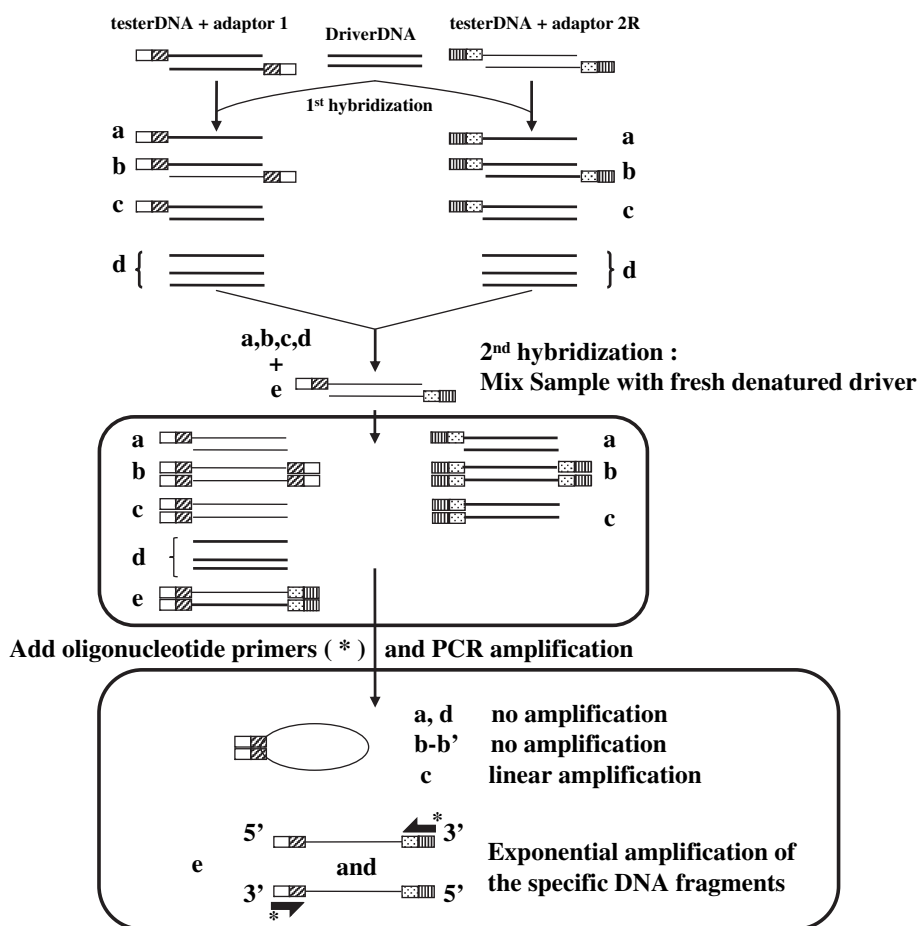 testerDNA + adaptor 1
DriverDNA
testerDNA + adaptor 2R
1st hybridization
a
b
c
d {
a
b
c
} d
a,b,c,d
+
e
2nd hybridization :
Mix Sample with fresh denatured driver
a
b
c
d
e
a
b
c
Add oligonucleotide primers ( * ) and PCR amplification
a, d no amplification
b-b’ no amplification
c linear amplification
5’ * 3’
e and
3’ 5’
*
Exponential amplification of
the specific DNA fragments